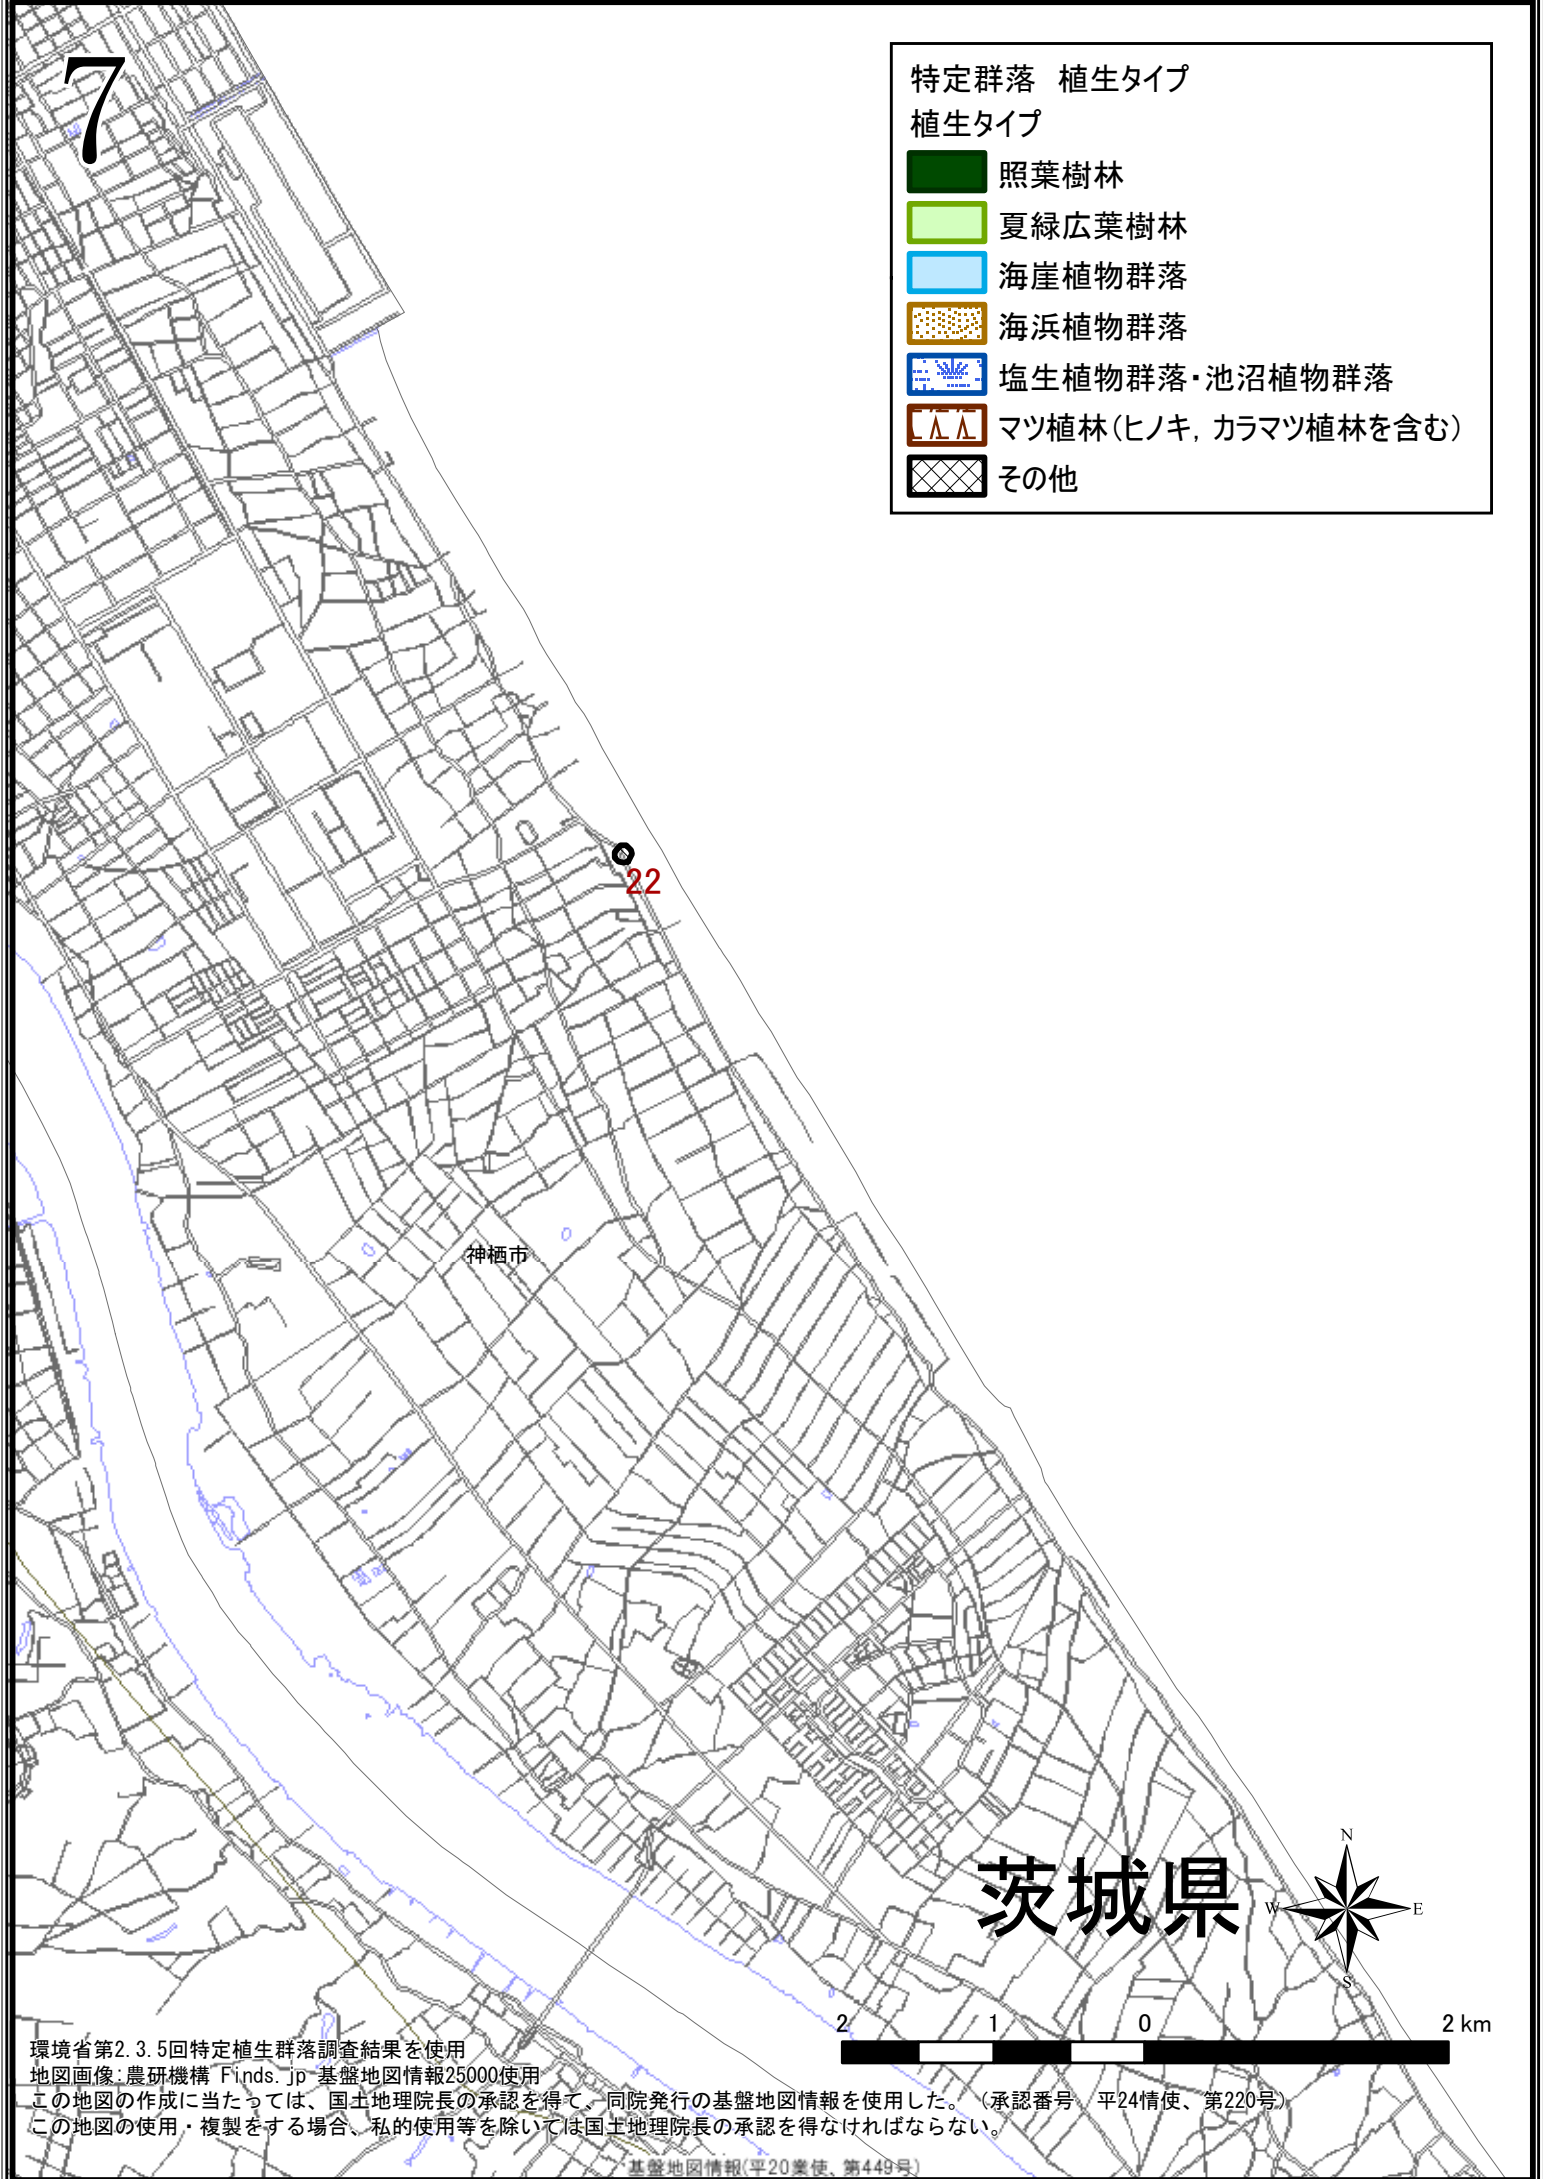 7
特定群落　植生タイプ
植生タイプ
照葉樹林
夏緑広葉樹林
海崖植物群落
海浜植物群落
塩生植物群落・池沼植物群落
マツ植林（ヒノキ，カラマツ植林を含む）
その他
22
神栖市
茨城県
N
W E
S
2 1 0 2 km
環境省第2.3.5回特定植生群落調査結果を使用
地図画像:農研機構 Finds.jp 基盤地図情報25000使用
この地図の作成に当たっては、国土地理院長の承認を得て、同院発行の基盤地図情報を使用した。（承認番号　平24情使、第220号）
この地図の使用・複製をする場合、私的使用等を除いては国土地理院長の承認を得なければならない。
基盤地図情報(平20業使、第449号)